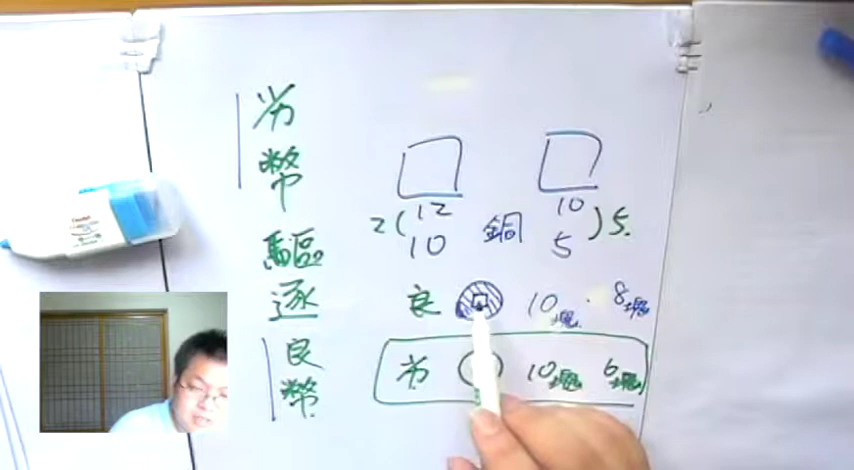 劣
幣
驅
逐
良
幣
12 10
2( 10 銅 5 )5.
良 10塊. 8塊
劣 10塊 6塊